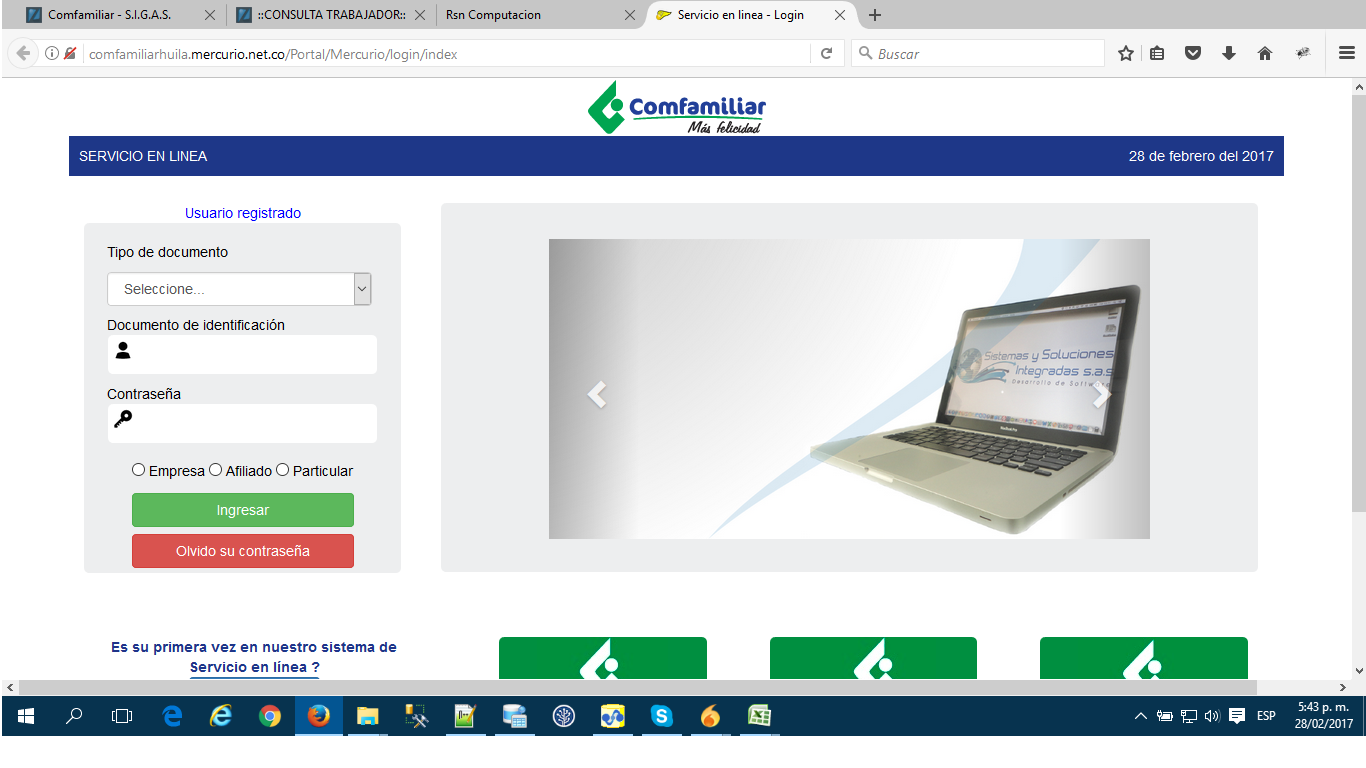 Comfamiliar - S.I.G.A.S.
::CONSULTA TRABAJADOR::
Rsn Computacion
Servicio en linea - Login
comfamiliarhuila.mercurio.net.co/Portal/Mercurio/login/index
Buscar
Comfamiliar
Más felicidad
SERVICIO EN LINEA
28 de febrero del 2017
Usuario registrado
Tipo de documento
Seleccione...
Documento de identificación
Contraseña
Empresa Afiliado Particular
Ingresar
Olvido su contraseña
Sistemas y Soluciones
Integradas s.a.s
Desarrollo de Software
MacBook Pro
Es su primera vez en nuestro sistema de
Servicio en línea ?
ESP
5:43 p. m.
28/02/2017